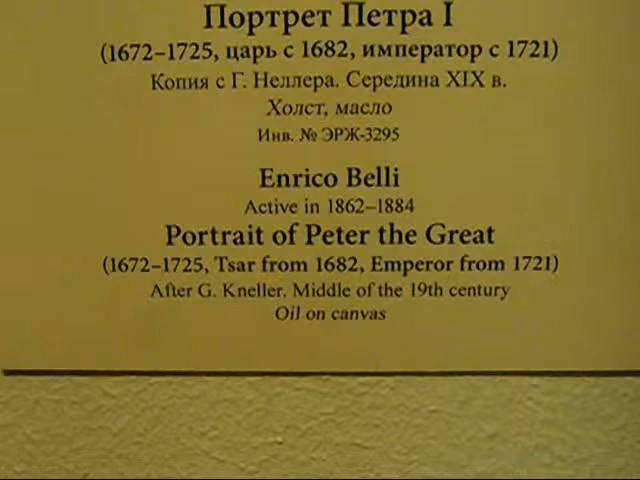 Портрет Петра I
(1672–1725, царь с 1682, император с 1721)
Копия с Г. Неллера. Середина XIX в.
Холст, масло
Инв. № ЭРЖ-3295
Enrico Belli
Active in 1862–1884
Portrait of Peter the Great
(1672–1725, Tsar from 1682, Emperor from 1721)
After G. Kneller. Middle of the 19th century
Oil on canvas